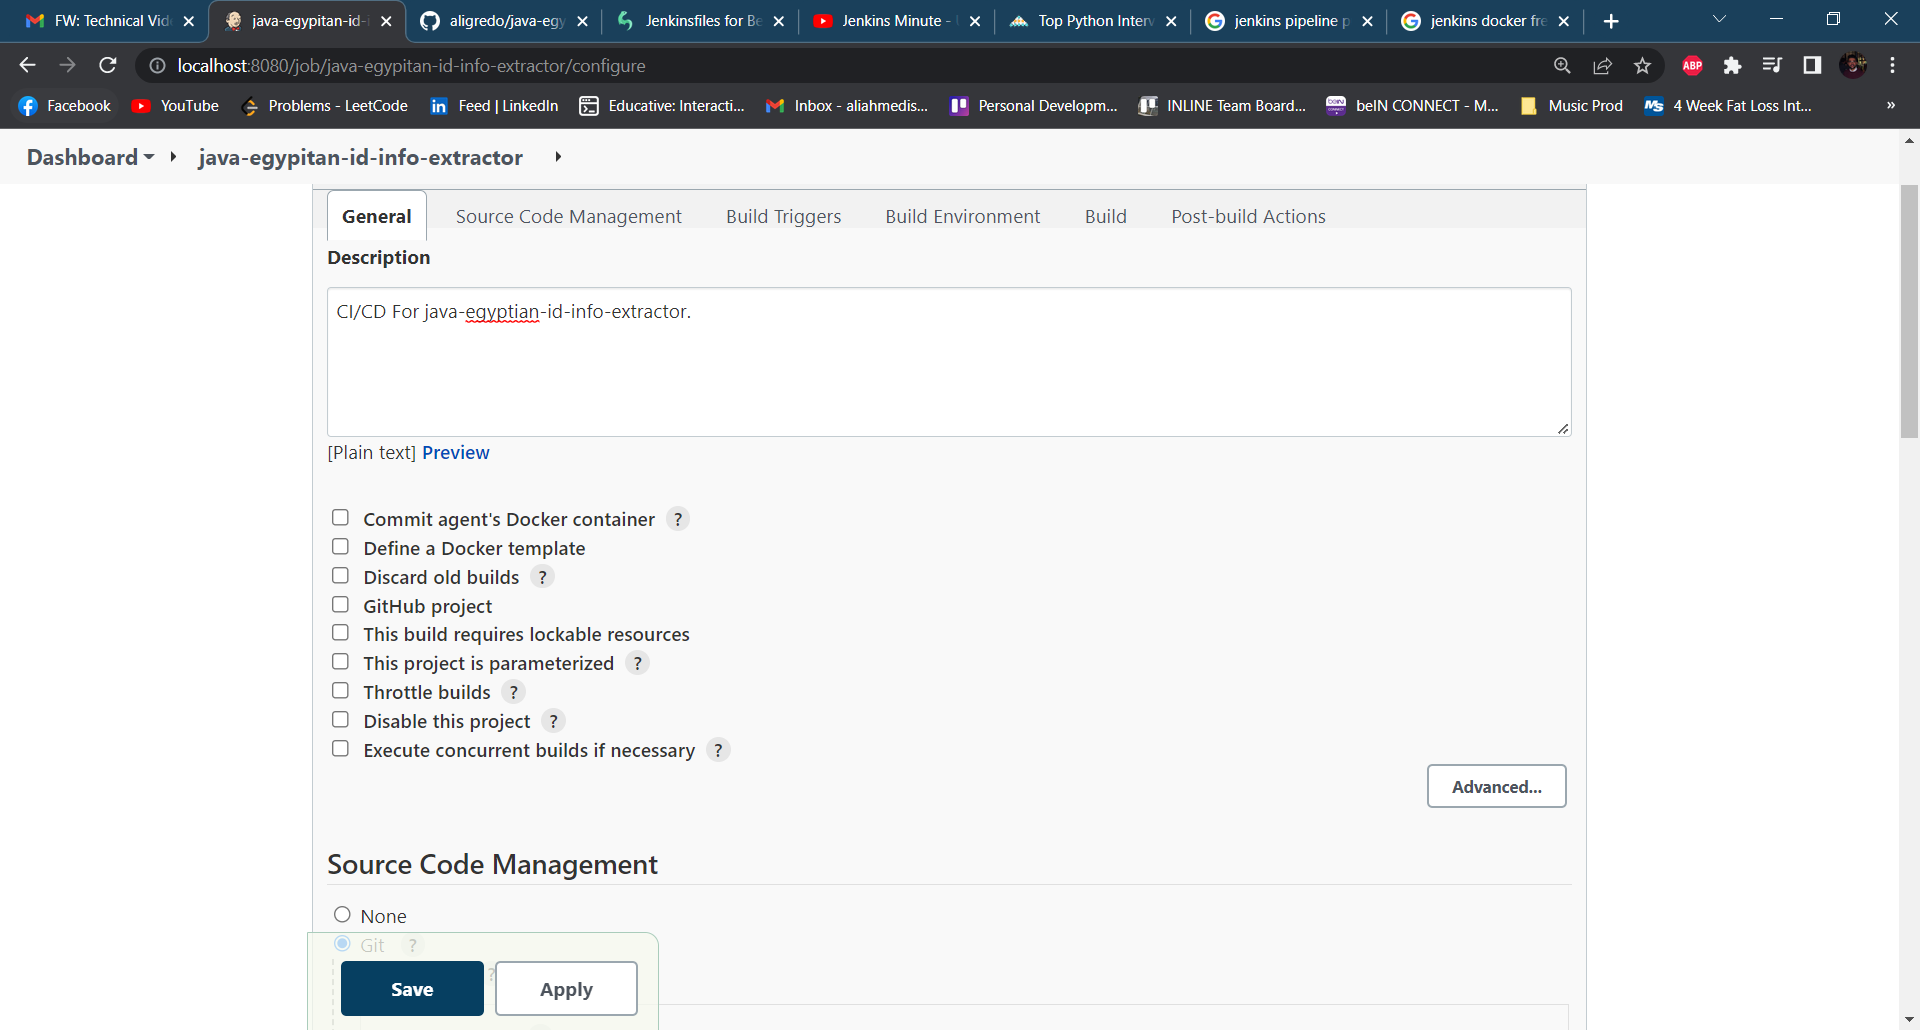 FW: Technical Vid
java-egypitan-id-i
aligredo/java-egy
Jenkinsfiles for Be
Jenkins Minute -
Top Python Interv
jenkins pipeline p
jenkins docker fre
localhost:8080/job/java-egypitan-id-info-extractor/configure
ABP
Facebook
YouTube
Problems - LeetCode
Feed | LinkedIn
Educative: Interacti...
Inbox - aliahmedis...
Personal Developm...
INLINE Team Board...
beIN CONNECT - M...
Music Prod
4 Week Fat Loss Int...
»
Dashboard
java-egypitan-id-info-extractor
General
Source Code Management
Build Triggers
Build Environment
Build
Post-build Actions
Description
CI/CD For java-egyptian-id-info-extractor.
[Plain text] Preview
Commit agent's Docker container ?
Define a Docker template
Discard old builds ?
GitHub project
This build requires lockable resources
This project is parameterized ?
Throttle builds ?
Disable this project ?
Execute concurrent builds if necessary ?
Advanced...
Source Code Management
None
Git ?
?
Save
Apply